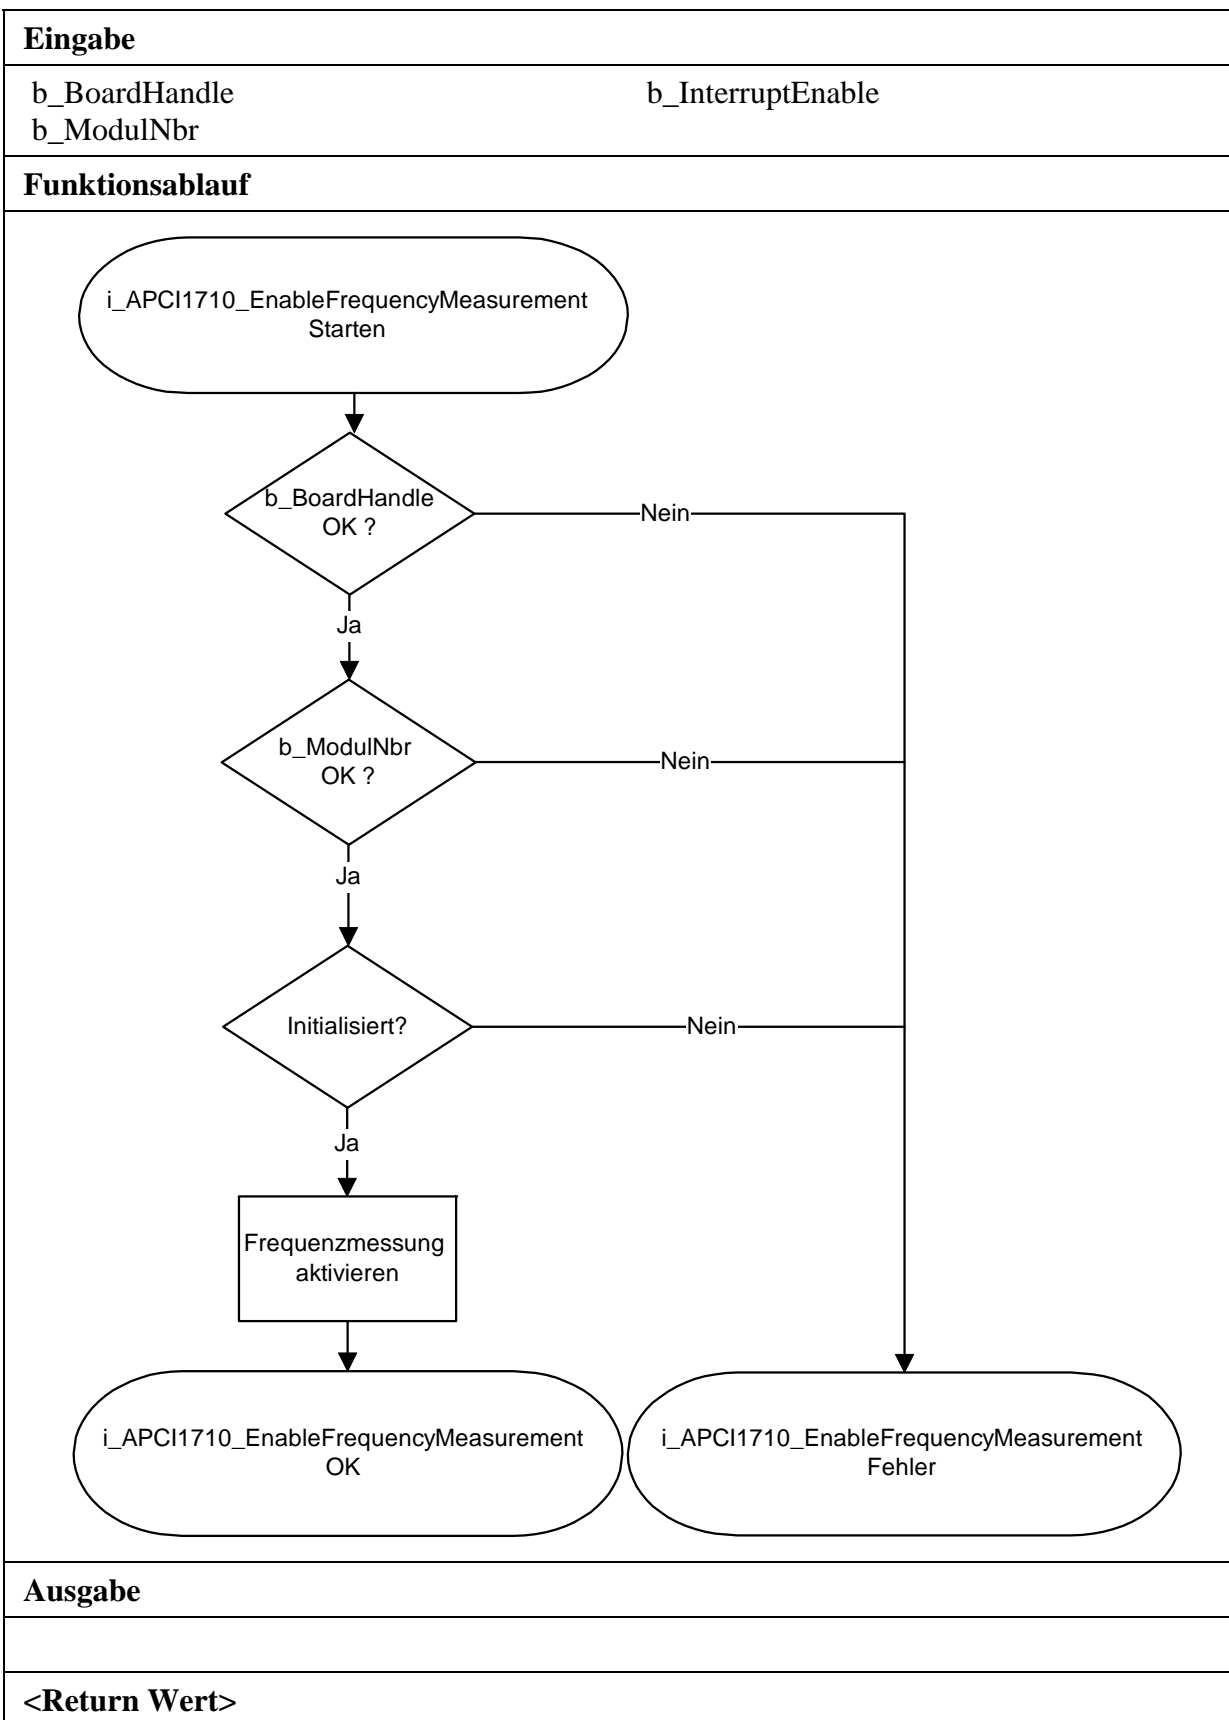 Eingabe
b_BoardHandle b_InterruptEnable
b_ModulNbr
Funktionsablauf
i_APCI1710_EnableFrequencyMeasurement
Starten
b_BoardHandle
OK ?
Nein
Ja
b_ModulNbr
OK ?
Nein
Ja
Initialisiert?
Nein
Ja
Frequenzmessung
aktivieren
i_APCI1710_EnableFrequencyMeasurement
OK
i_APCI1710_EnableFrequencyMeasurement
Fehler
Ausgabe
<Return Wert>